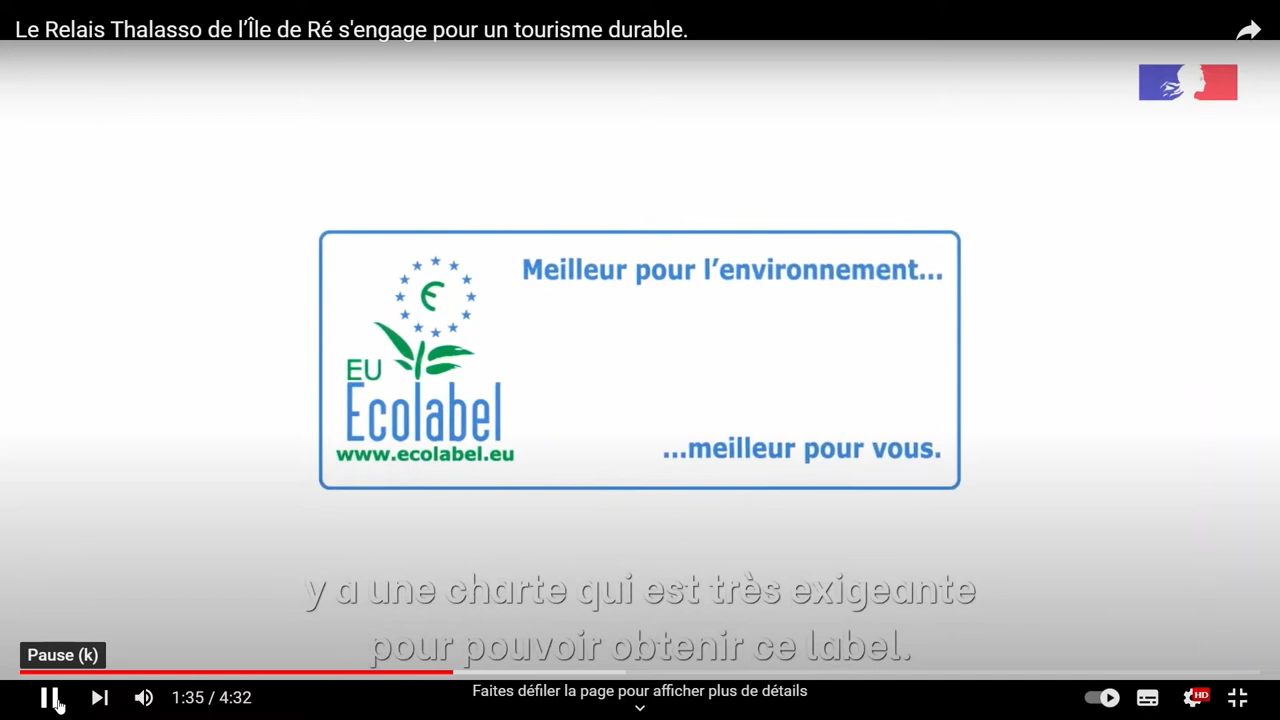 Le Relais Thalasso de l’Île de Ré s'engage pour un tourisme durable.
Meilleur pour l’environnement...
EU
Ecolabel
www.ecolabel.eu
...meilleur pour vous.
y a une charte qui est très exigeante
pour pouvoir obtenir ce label.
Pause (k)
1:35 / 4:32
Faites défiler la page pour afficher plus de détails
HD